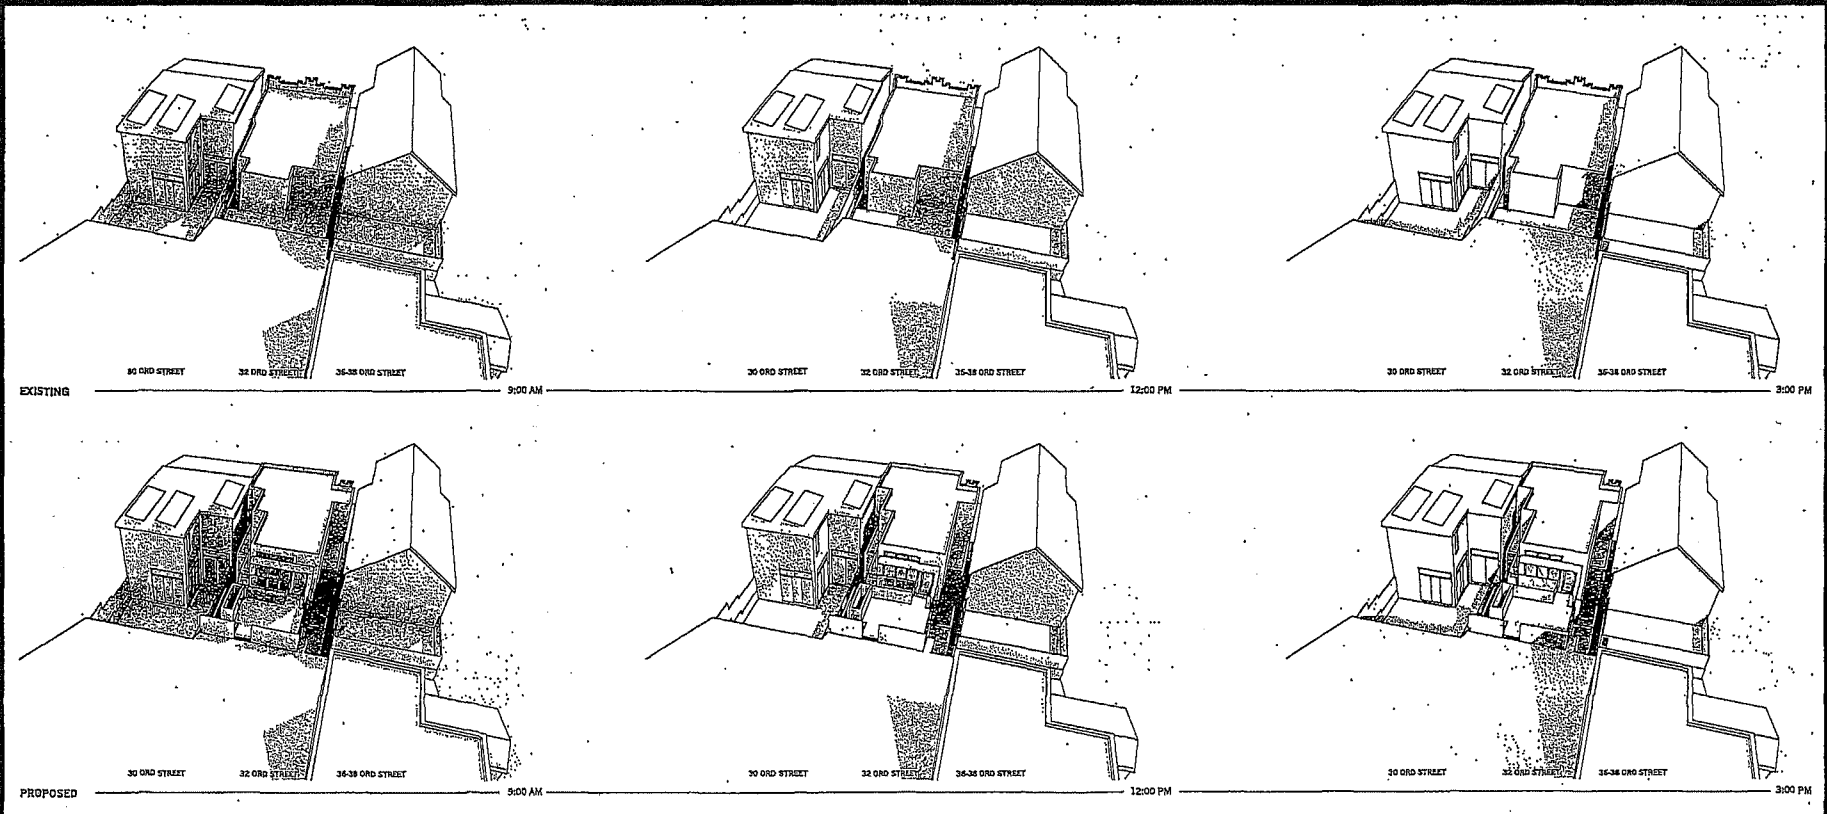 80 ORD STREET 32 ORD STREET 36-38 ORD STREET
30 ORD STREET 32 ORD STREET 36-38 ORD STREET
30 ORD STREET 32 ORD STREET 36-38 ORD STREET
EXISTING 9:00 AM 12:00 PM 3:00 PM
30 ORD STREET 32 ORD STREET 36-38 ORD STREET
30 ORD STREET 32 ORD STREET 36-38 ORD STREET
30 ORD STREET 32 ORD STREET 36-38 ORD STREET
PROPOSED 9:00 AM 12:00 PM 3:00 PM